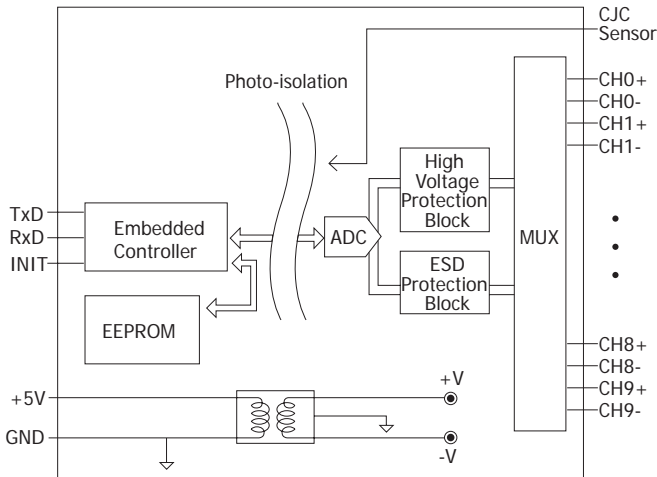 CJC
Sensor
Photo-isolation
CH0+
CH0-
CH1+
CH1-
High
Voltage
Protection
Block
TxD
RxD
INIT
Embedded
Controller
ADC
MUX
ESD
Protection
Block
EEPROM
CH8+
CH8-
CH9+
CH9-
+5V
GND
+V
-V